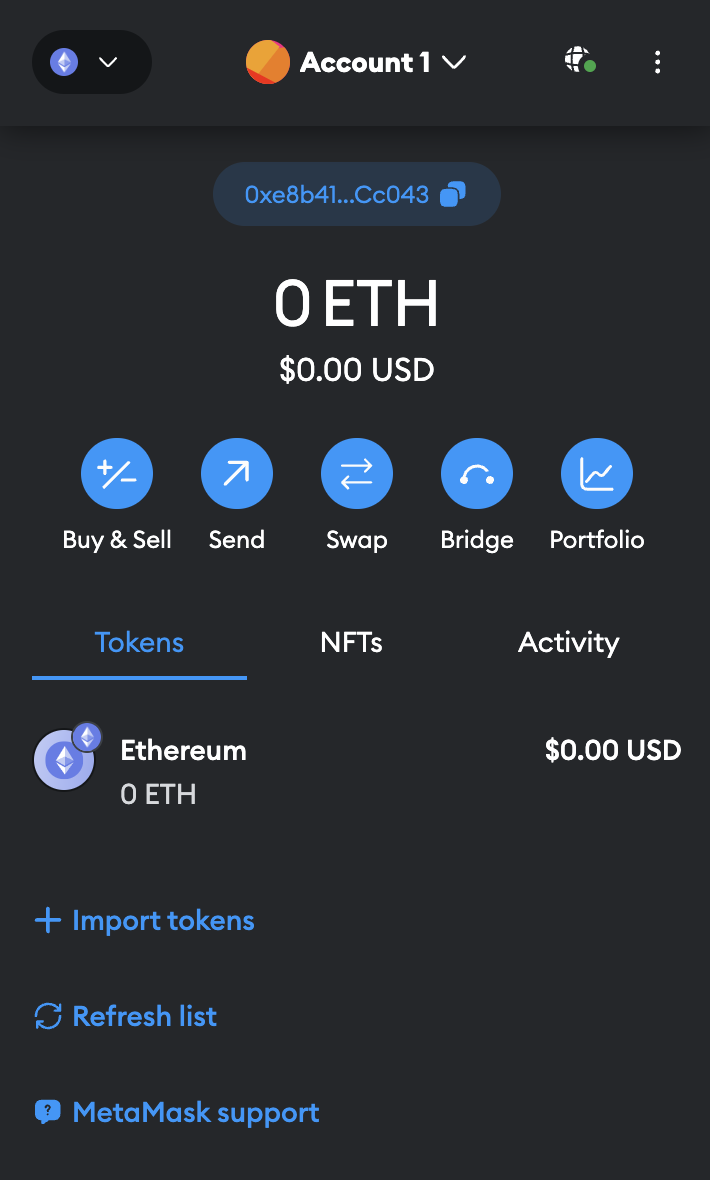 Account 1
0xe8b41...Cc043
0 ETH
$0.00 USD
Buy & Sell Send Swap Bridge Portfolio
Tokens NFTs Activity
Ethereum $0.00 USD
0 ETH
Import tokens
Refresh list
MetaMask support